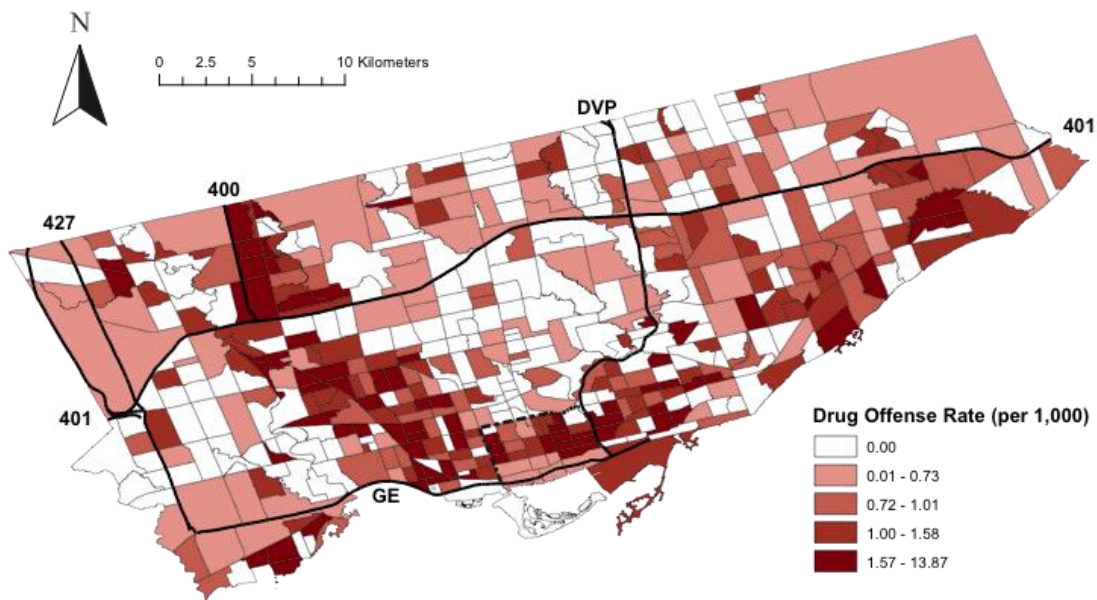 N
0 2.5 5 10 Kilometers
DVP
401
400
427
401
GE
Drug Offense Rate (per 1,000)
0.00
0.01 - 0.73
0.72 - 1.01
1.00 - 1.58
1.57 - 13.87